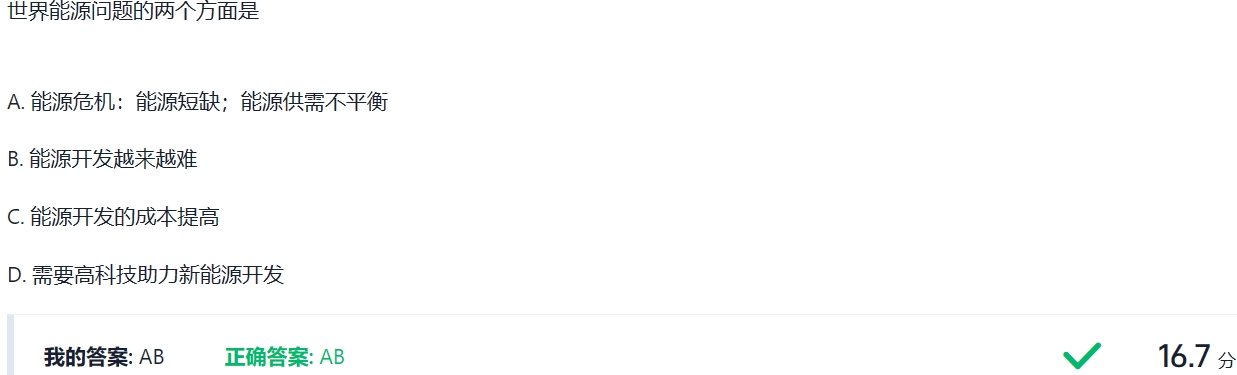 世界能源问题的两个方面是
A. 能源危机：能源短缺；能源供需不平衡
B. 能源开发越来越难
C. 能源开发的成本提高
D. 需要高科技助力新能源开发
我的答案: AB 正确答案: AB 16.7 分